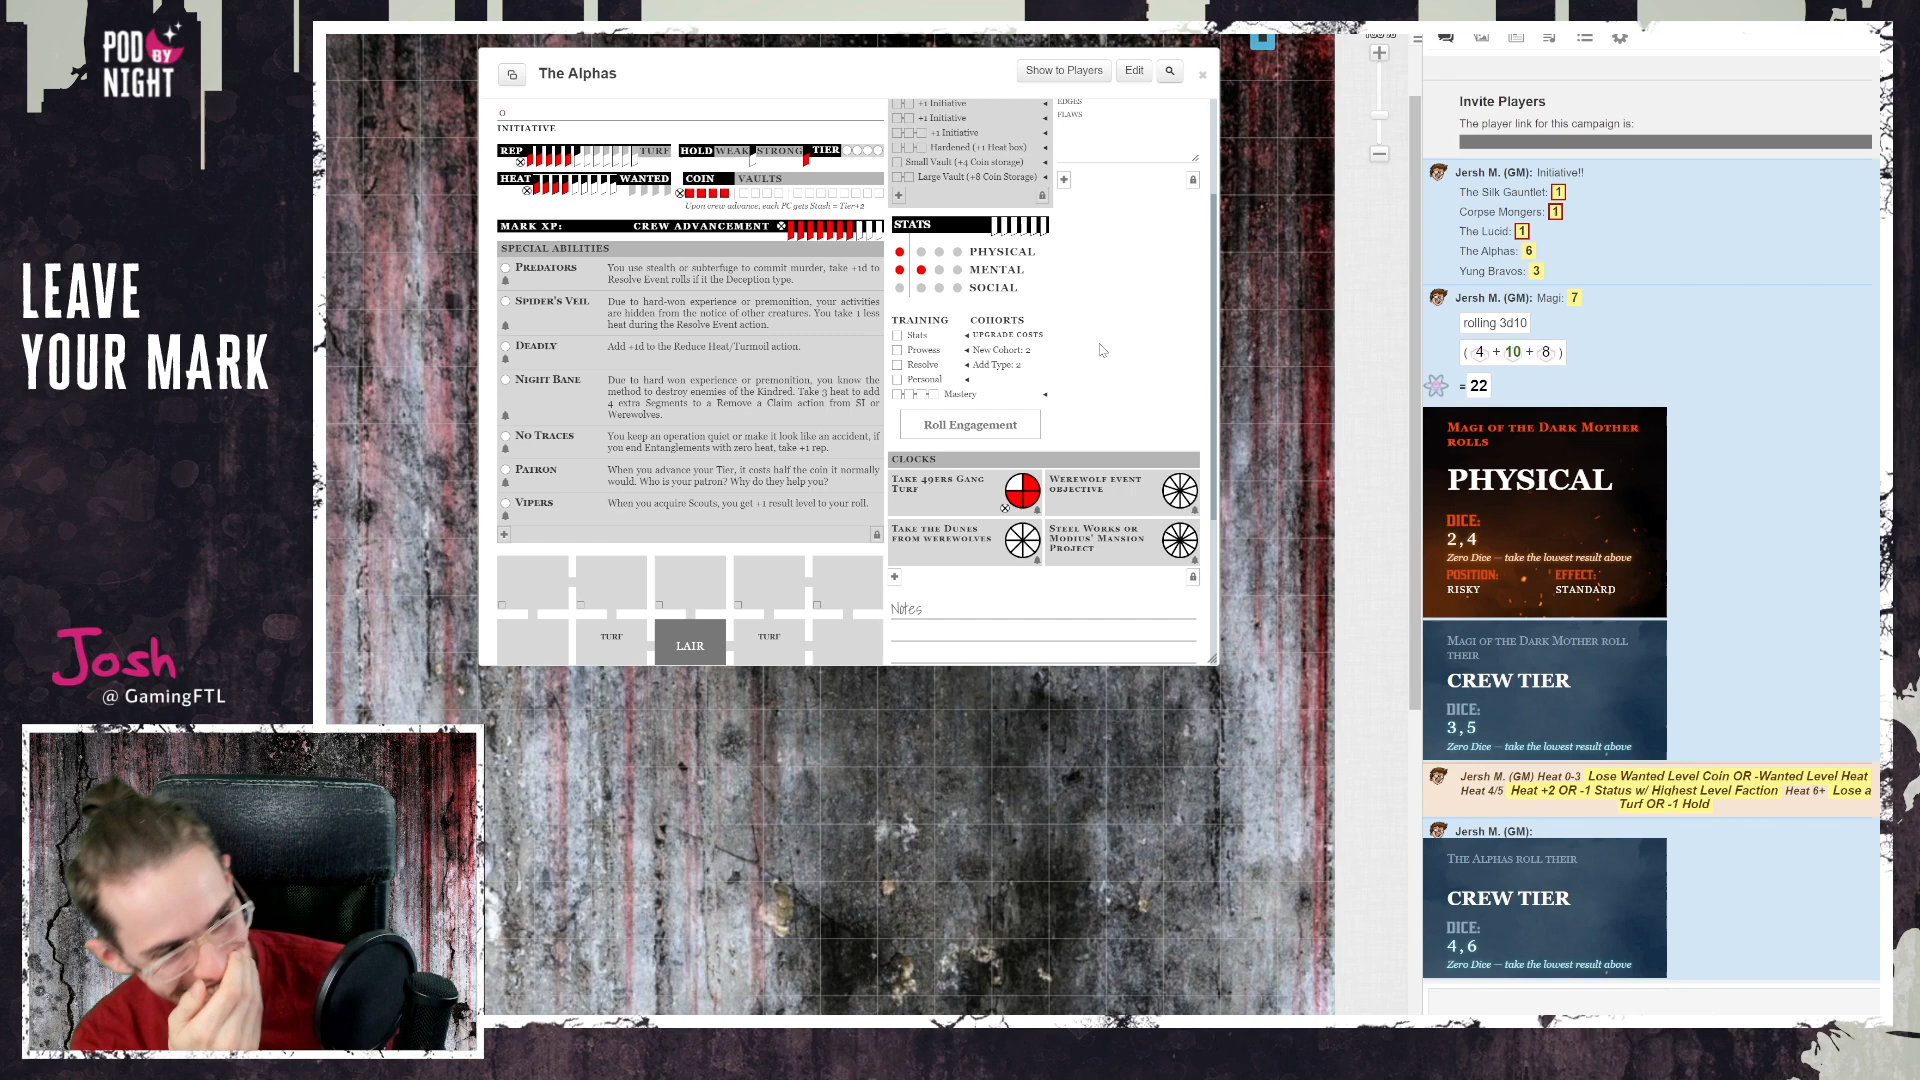 POD BY NIGHT
LEAVE
YOUR MARK
Josh
@ GamingFTL
The Alphas
Show to Players
Edit
0
INITIATIVE
REP
TURF
HOLD WEAK STRONG TIER
HEAT
WANTED
COIN VAULTS
Upon crew advance, each PC gets Stash = Tier+2
MARK XP:
CREW ADVANCEMENT
SPECIAL ABILITIES
PREDATORS
You use stealth or subterfuge to commit murder, take +1d to
Resolve Event rolls if it the Deception type.
SPIDER'S VEIL
Due to hard-won experience or premonition, your activities
are hidden from the notice of other creatures. You take 1 less
heat during the Resolve Event action.
DEADLY
Add +1d to the Reduce Heat/Turmoil action.
NIGHT BANE
Due to hard won experience or premonition, you know the
method to destroy enemies of the Kindred. Take 3 heat to add
4 extra Segments to a Remove a Claim action from SI or
Werewolves.
NO TRACES
You keep an operation quiet or make it look like an accident, if
you end Entanglements with zero heat, take +1 rep.
PATRON
When you advance your Tier, it costs half the coin it normally
would. Who is your patron? Why do they help you?
VIPERS
When you acquire Scouts, you get +1 result level to your roll.
TURF
LAIR
TURF
+1 Initiative
+1 Initiative
+1 Initiative
Hardened (+1 Heat box)
Small Vault (+4 Coin storage)
Large Vault (+8 Coin Storage)
EDGES
FLAWS
STATS
PHYSICAL
MENTAL
SOCIAL
TRAINING
Stats
Prowess
Resolve
Personal
Mastery
COHORTS
UPGRADE COSTS
New Cohort: 2
Add Type: 2
Roll Engagement
CLOCKS
TAKE 49ERS GANG
TURF
WEREWOLF EVENT
OBJECTIVE
TAKE THE DUNES
FROM WEREWOLVES
STEEL WORKS OR
MODIUS' MANSION
PROJECT
Notes
Invite Players
The player link for this campaign is:
Jersh M. (GM): Initiative!!
The Silk Gauntlet: 1
Corpse Mongers: 1
The Lucid: 1
The Alphas: 6
Yung Bravos: 3
Jersh M. (GM): Magi: 7
rolling 3d10
( 4 + 10 + 8 )
= 22
MAGI OF THE DARK MOTHER
ROLLS
PHYSICAL
DICE:
2,4
Zero Dice — take the lowest result above
POSITION:
EFFECT:
RISKY
STANDARD
MAGI OF THE DARK MOTHER ROLL
THEIR
CREW TIER
DICE:
3,5
Zero Dice — take the lowest result above
Jersh M. (GM) Heat 0-3 Lose Wanted Level Coin OR -Wanted Level Heat
Heat 4/5 Heat +2 OR -1 Status w/ Highest Level Faction Heat 6+ Lose a
Turf OR -1 Hold
Jersh M. (GM):
THE ALPHAS ROLL THEIR
CREW TIER
DICE:
4,6
Zero Dice — take the lowest result above